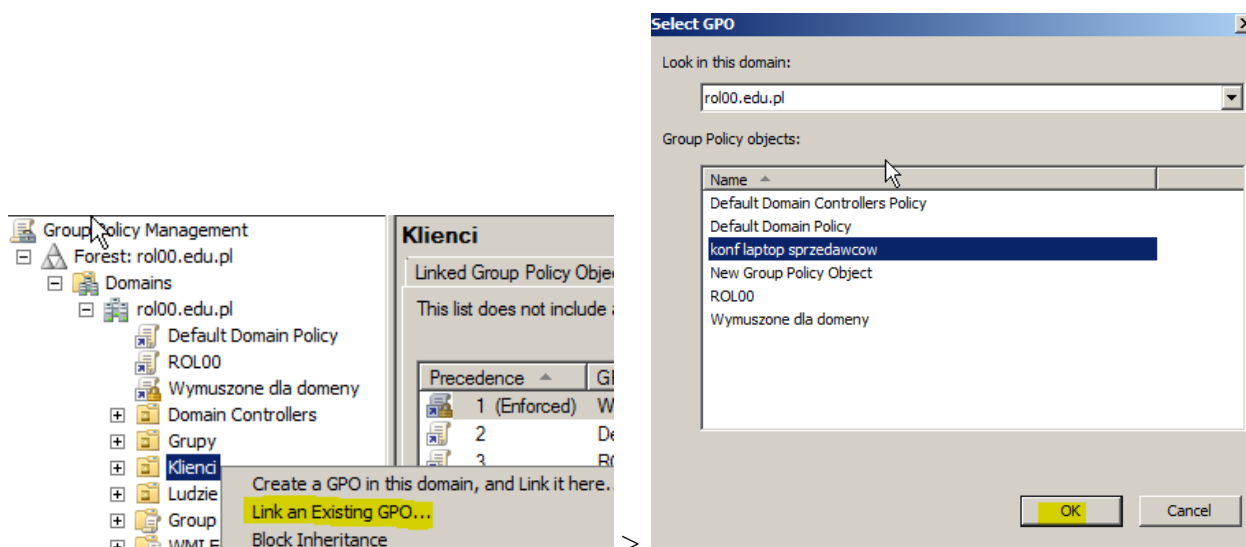 Group Policy Management
Forest: rol00.edu.pl
Domains
rol00.edu.pl
Default Domain Policy
ROL00
Wymuszone dla domeny
Domain Controllers
Grupy
Klienci
Ludzie
Group
Klienci
Linked Group Policy Obje
This list does not include
Precedence
1 (Enforced) W
2 De
3
Create a GPO in this domain, and Link it here..
Link an Existing GPO...
Block Inheritance
>
Select GPO
Look in this domain:
rol00.edu.pl
Group Policy objects:
Name
Default Domain Controllers Policy
Default Domain Policy
konf laptop sprzedawcow
New Group Policy Object
ROL00
Wymuszone dla domeny
OK Cancel